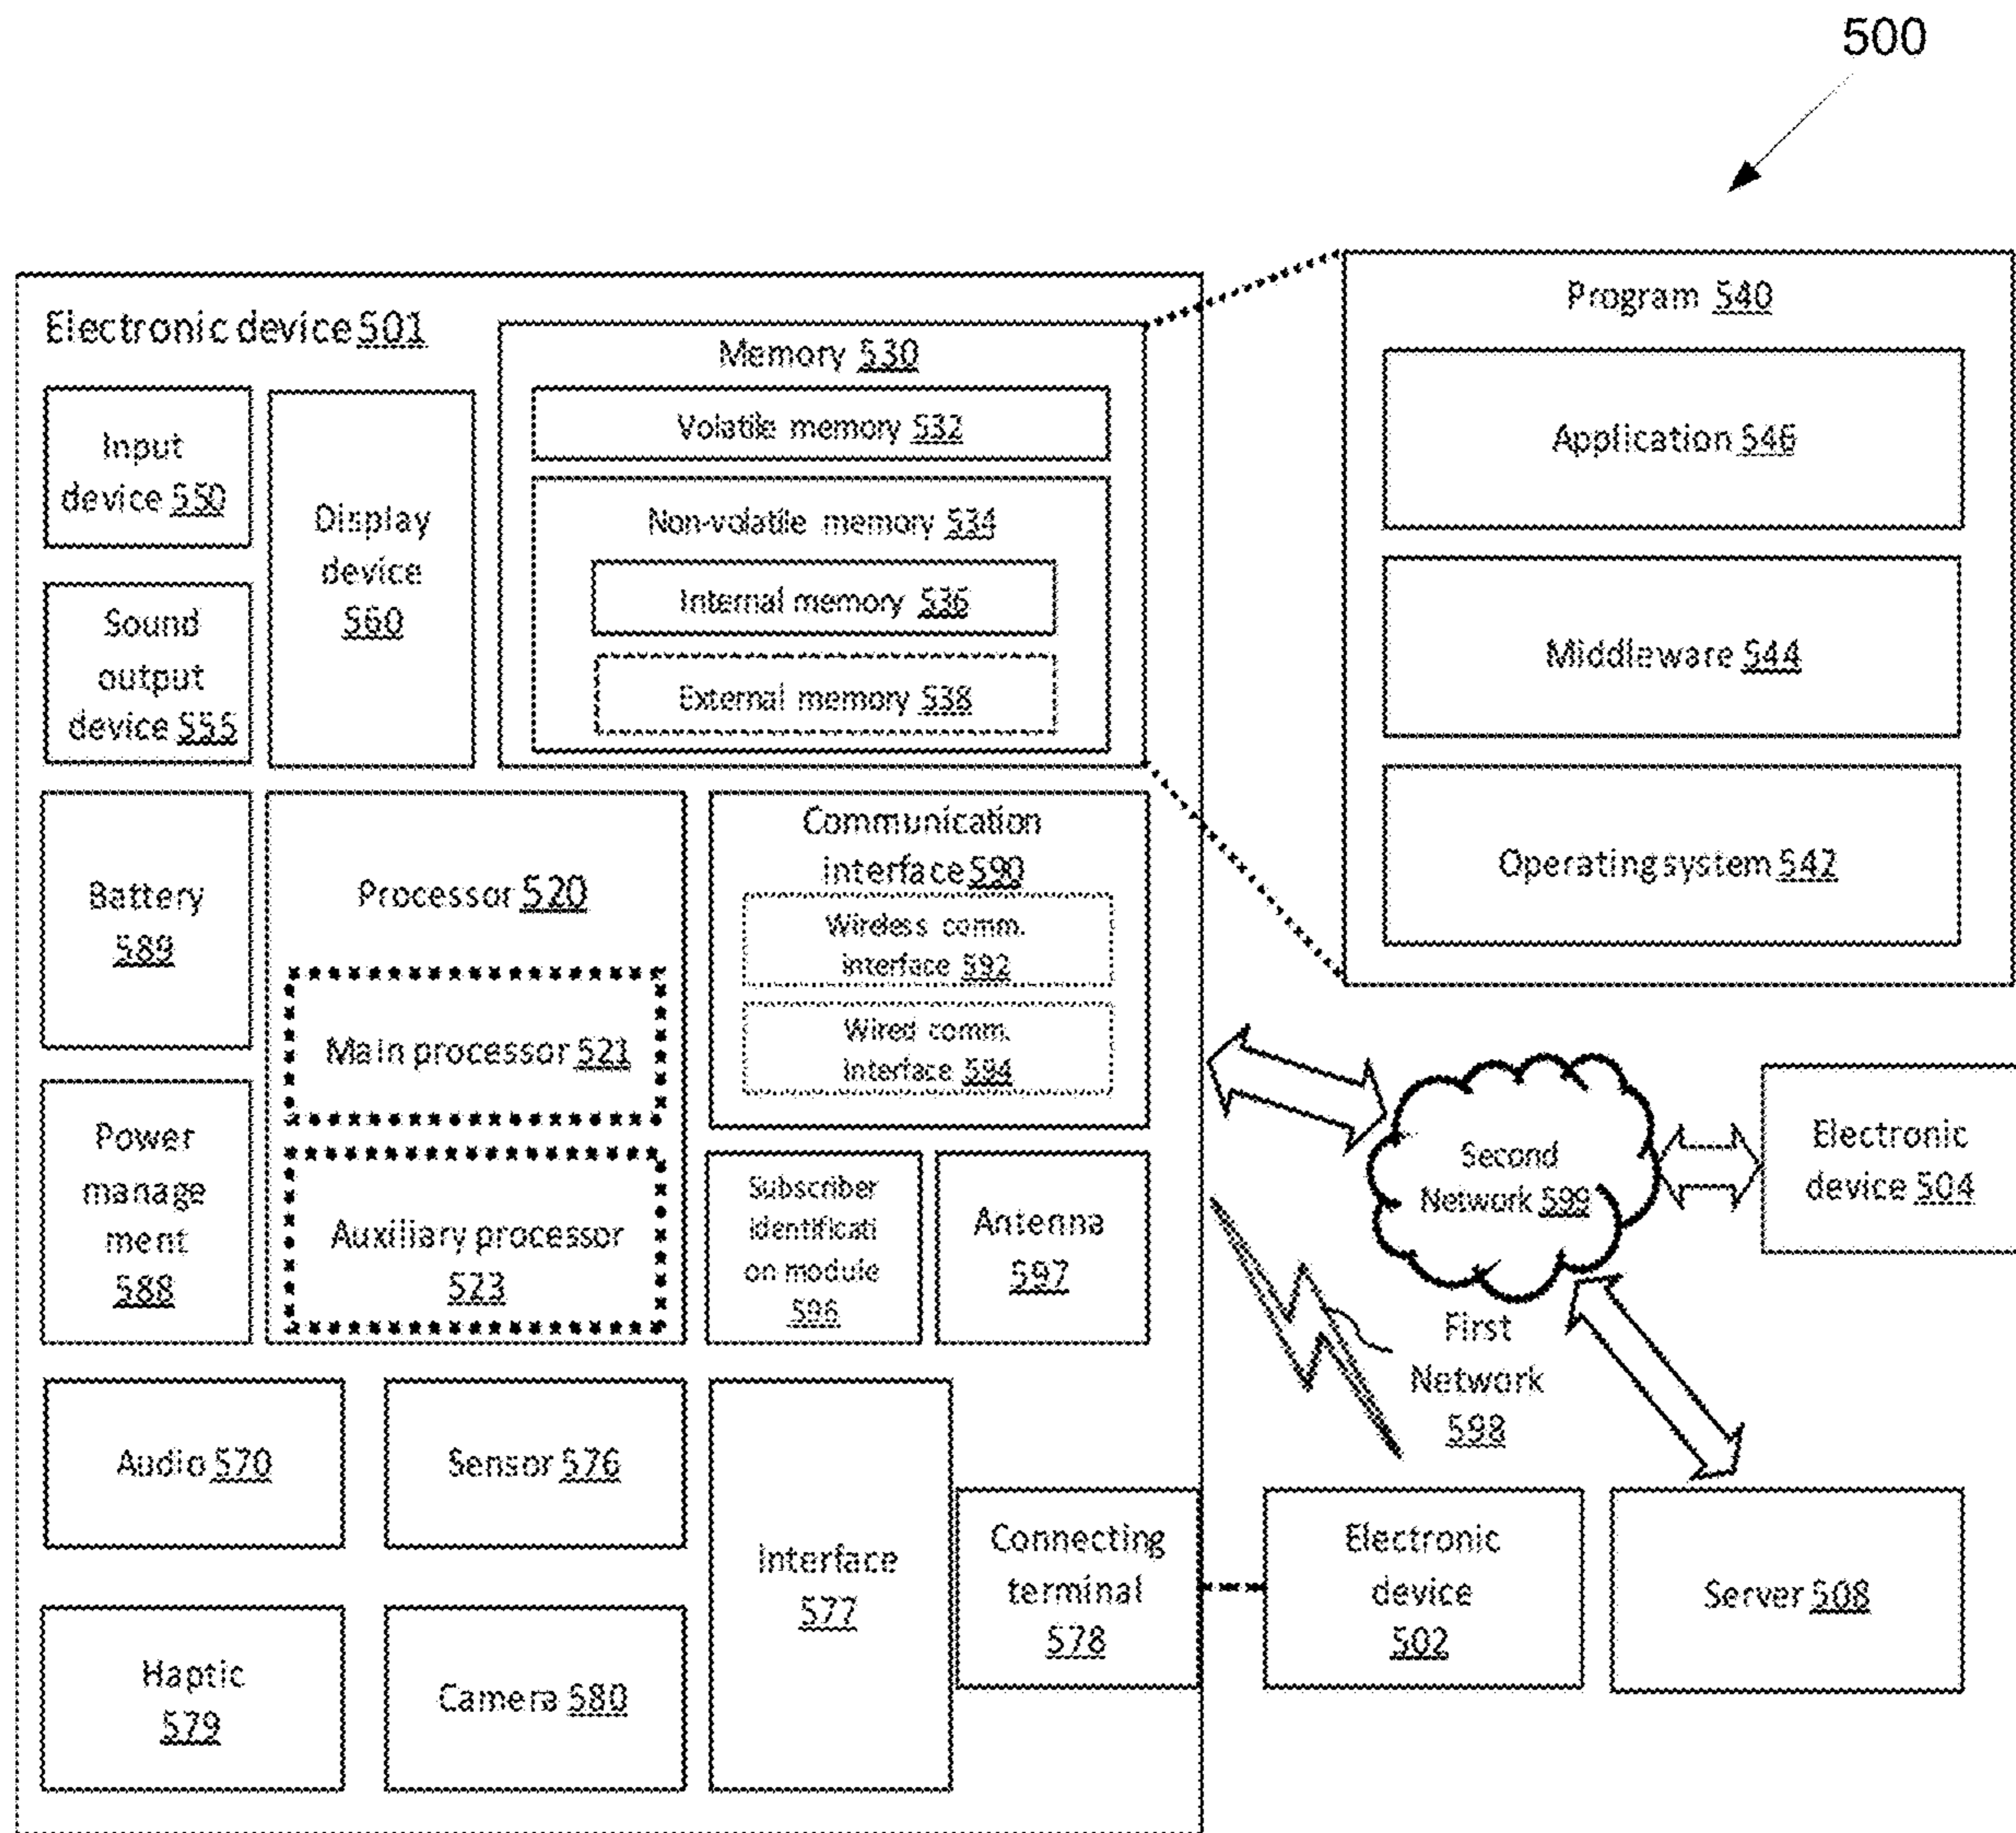 500
Electronic device 501
Input
device 550
Sound
output
device 555
Display
device
560
Memory 530
Volatile memory 532
Non-volatile memory 534
Internal memory 536
External memory 538
Program 540
Application 546
Middleware 544
Operating system 542
Battery
589
Power
manage
ment
588
Processor 520
Main processor 521
Auxiliary processor
523
Communication
interface 590
Wireless comm.
interface 592
Wired comm.
interface 594
Subscriber
identificati
on module
596
Antenna
597
Second
Network 599
Electronic
device 504
First
Network
598
Audio 570
Sensor 576
Interface
577
Connecting
terminal
578
Electronic
device
502
Server 508
Haptic
579
Camera 580